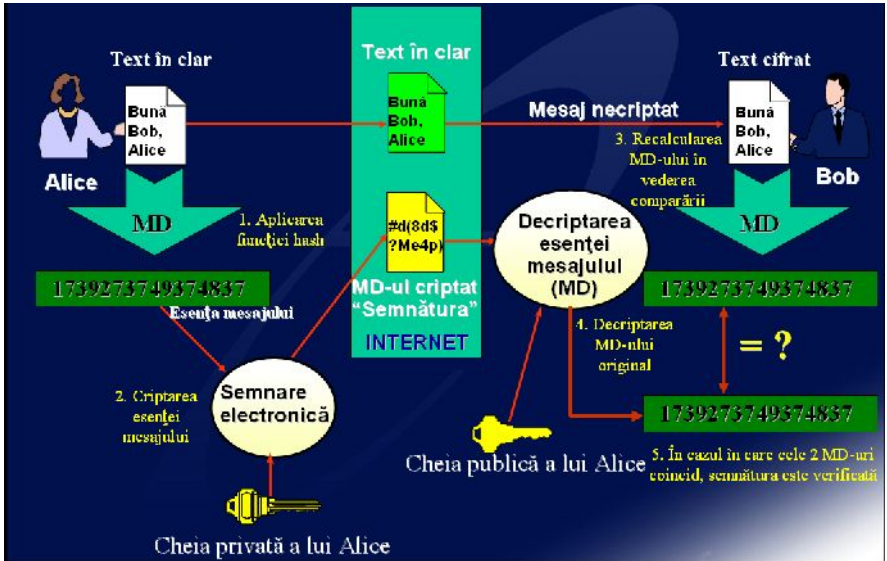 Text în clar
Text în clar
Text cifrat
Bună
Bob,
Alice
Bună
Bob,
Alice
Mesaj necriptat
Bună
Bob,
Alice
Alice
Bob
3. Recalcularea
MD-ului în
vederea
comparării
MD
1. Aplicarea
funcţiei hash
#d(8d$
?Me4p)
Decriptarea
esenţei
mesajului
(MD)
MD
1739273749374837
Esenţa mesajului
MD-ul criptat
“Semnătura”
INTERNET
1739273749374837
4. Decriptarea
MD-ului
original
= ?
2. Criptarea
esenţei
mesajului
Semnare
electronică
1739273749374837
Cheia publică a lui Alice
5. În cazul în care cele 2 MD-uri
coincid, semnătura este verificată
Cheia privată a lui Alice